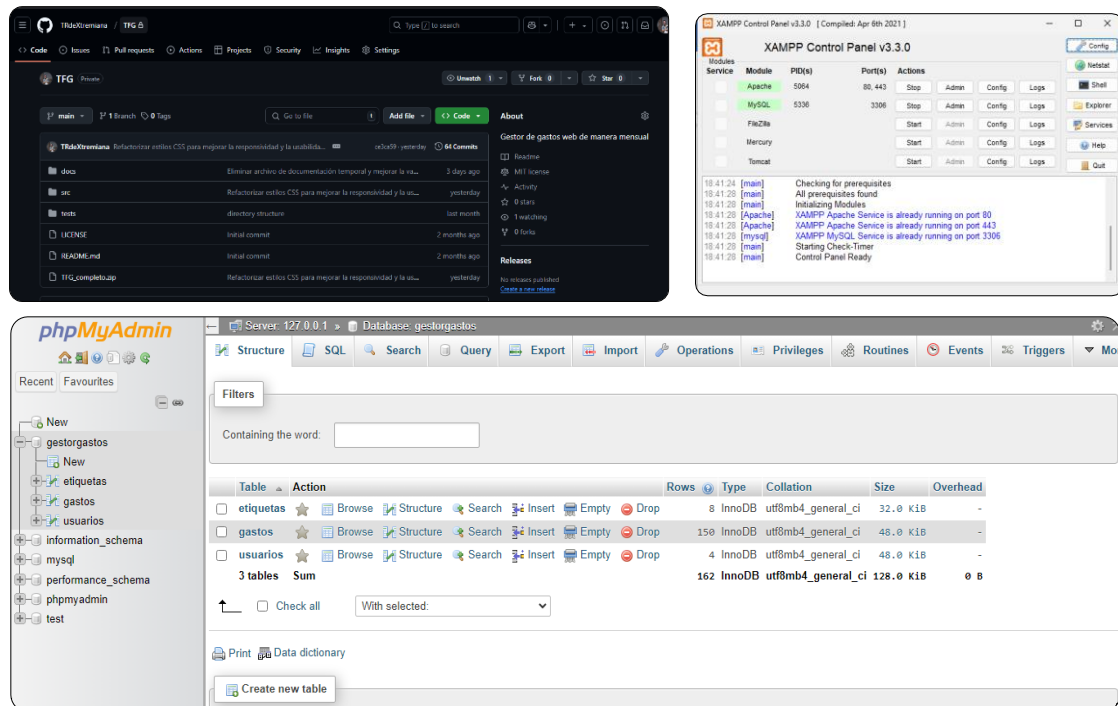 TRdeXtremiana / TFG
Type / to search
Code Issues Pull requests Actions Projects Security Insights Settings
TFG Private
Unwatch 1 Fork 0 Star 0
main 1 Branch 0 Tags Go to file t Add file Code
TRdeXtremiana Refactorizar estilos CSS para mejorar la responsividad y la usabilida... ce3ce89 · yesterday 64 Commits
docs Eliminar archivo de documentación temporal y mejorar la va... 3 days ago
src Refactorizar estilos CSS para mejorar la responsividad y la us... yesterday
tests directory structure last month
LICENSE Initial commit 2 months ago
README.md Initial commit 2 months ago
TFG_completo.zip Refactorizar estilos CSS para mejorar la responsividad y la us... yesterday
About
Gestor de gastos web de manera mensual
Readme
MIT license
Activity
0 stars
1 watching
0 forks
Releases
No releases published
Create a new release
XAMPP Control Panel v3.3.0 [ Compiled: Apr 6th 2021 ]
XAMPP Control Panel v3.3.0
Modules
Service Module PID(s) Port(s) Actions
Apache 5064 80, 443 Stop Admin Config Logs
MySQL 5336 3306 Stop Admin Config Logs
FileZilla Start Admin Config Logs
Mercury Start Admin Config Logs
Tomcat Start Admin Config Logs
Config
Netstat
Shell
Explorer
Services
Help
Quit
18:41:24 [main] Checking for prerequisites
18:41:28 [main] All prerequisites found
18:41:28 [main] Initializing Modules
18:41:28 [Apache] XAMPP Apache Service is already running on port 80
18:41:28 [Apache] XAMPP Apache Service is already running on port 443
18:41:28 [mysql] XAMPP MySQL Service is already running on port 3306
18:41:28 [main] Starting Check-Timer
18:41:28 [main] Control Panel Ready
phpMyAdmin
Recent Favourites
New
gestorgastos
New
etiquetas
gastos
usuarios
information_schema
mysql
performance_schema
phpmyadmin
test
Server: 127.0.0.1 » Database: gestorgastos
Structure SQL Search Query Export Import Operations Privileges Routines Events Triggers Mo
Filters
Containing the word:
Table Action Rows Type Collation Size Overhead
etiquetas Browse Structure Search Insert Empty Drop 8 InnoDB utf8mb4_general_ci 32.0 KiB -
gastos Browse Structure Search Insert Empty Drop 150 InnoDB utf8mb4_general_ci 48.0 KiB -
usuarios Browse Structure Search Insert Empty Drop 4 InnoDB utf8mb4_general_ci 48.0 KiB -
3 tables Sum 162 InnoDB utf8mb4_general_ci 128.0 KiB 0 B
Check all With selected:
Print Data dictionary
Create new table